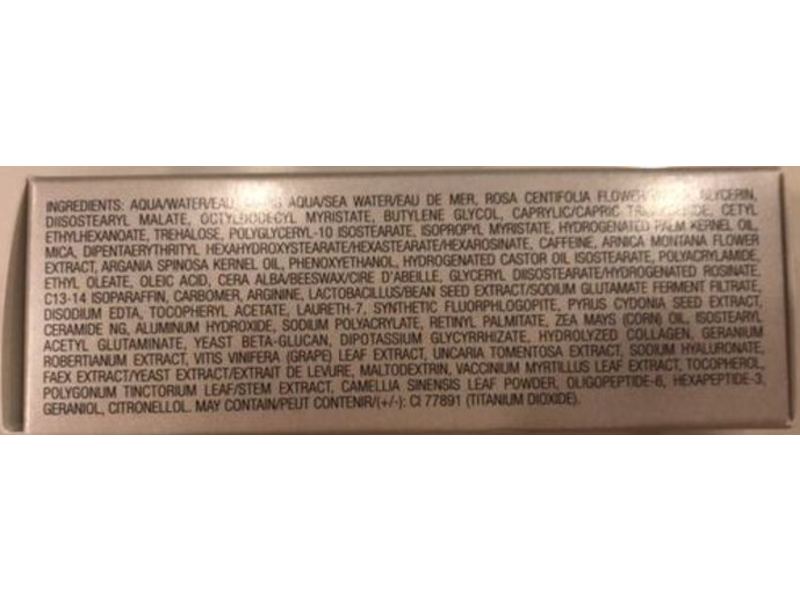 INGREDIENTS: AQUA/WATER/EAU, AQUA/SEA WATER/EAU DE MER, ROSA CENTIFOLIA FLOWER GLYCERIN,
DIISOSTEARYL MALATE, OCTYLDODECYL MYRISTATE, BUTYLENE GLYCOL, CAPRYLIC/CAPRIC CETYL
ETHYLHEXANOATE, TREHALOSE, POLYGLYCERYL-10 ISOSTEARATE, ISOPROPYL MYRISTATE, HYDROGENATED PALM KERNEL OIL,
MICA, DIPENTAERYTHRITYL HEXAHYDROXYSTEARATE/HEXASTEARATE/HEXAROSINATE, CAFFEINE, ARNICA MONTANA FLOWER
EXTRACT, ARGANIA SPINOSA KERNEL OIL, PHENOXYETHANOL, HYDROGENATED CASTOR OIL ISOSTEARATE, POLYACRYLAMIDE,
ETHYL OLEATE, OLEIC ACID, CERA ALBA/BEESWAX/CIRE D'ABEILLE, GLYCERYL DIISOSTEARATE/HYDROGENATED ROSINATE,
C13-14 ISOPARAFFIN, CARBOMER, ARGININE, LACTOBACILLUS/BEAN SEED EXTRACT/SODIUM GLUTAMATE FERMENT FILTRATE,
DISODIUM EDTA, TOCOPHERYL ACETATE, LAURETH-7, SYNTHETIC FLUORPHLOGOPITE, PYRUS CYDONIA SEED EXTRACT,
CERAMIDE NG, ALUMINUM HYDROXIDE, SODIUM POLYACRYLATE, RETINYL PALMITATE, ZEA MAYS (CORN) OIL, ISOSTEARYL
ACETYL GLUTAMINATE, YEAST BETA-GLUCAN, DIPOTASSIUM GLYCYRRHIZATE, HYDROLYZED COLLAGEN, GERANIUM
ROBERTIANUM EXTRACT, VITIS VINIFERA (GRAPE) LEAF EXTRACT, UNCARIA TOMENTOSA EXTRACT, SODIUM HYALURONATE,
FAEX EXTRACT/YEAST EXTRACT/EXTRAIT DE LEVURE, MALTODEXTRIN, VACCINIUM MYRTILLUS LEAF EXTRACT, TOCOPHEROL,
POLYGONUM TINCTORIUM LEAF/STEM EXTRACT, CAMELLIA SINENSIS LEAF POWDER, OLIGOPEPTIDE-6, HEXAPEPTIDE-3,
GERANIOL, CITRONELLOL. MAY CONTAIN/PEUT CONTENIR/(+/-): CI 77891 (TITANIUM DIOXIDE).